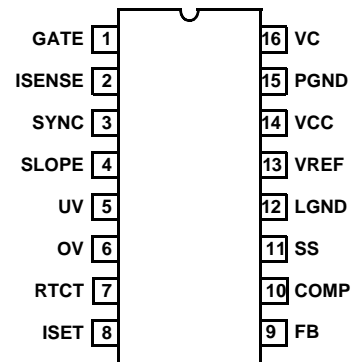 GATE 1 16 VC
ISENSE 2 15 PGND
SYNC 3 14 VCC
SLOPE 4 13 VREF
UV 5 12 LGND
OV 6 11 SS
RTCT 7 10 COMP
ISET 8 9 FB